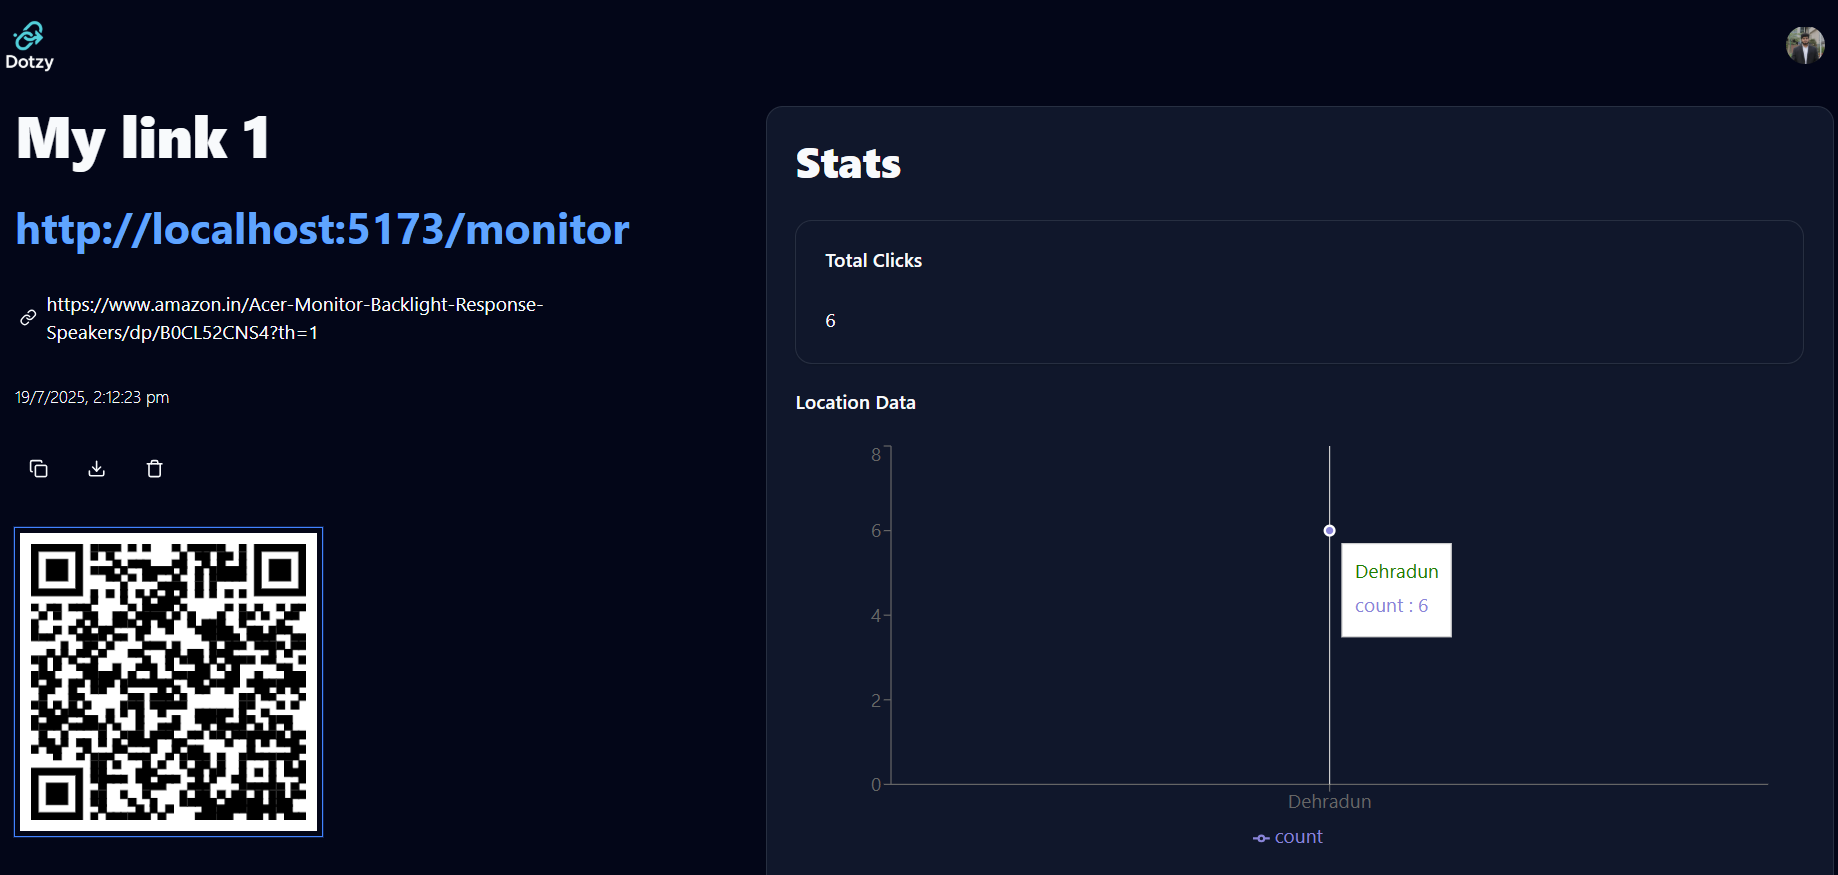 Dotzy
My link 1
http://localhost:5173/monitor
https://www.amazon.in/Acer-Monitor-Backlight-Response-
Speakers/dp/B0CL52CNS4?th=1
19/7/2025, 2:12:23 pm
Stats
Total Clicks
6
Location Data
8
6
4
2
0
Dehradun
count : 6
Dehradun
count